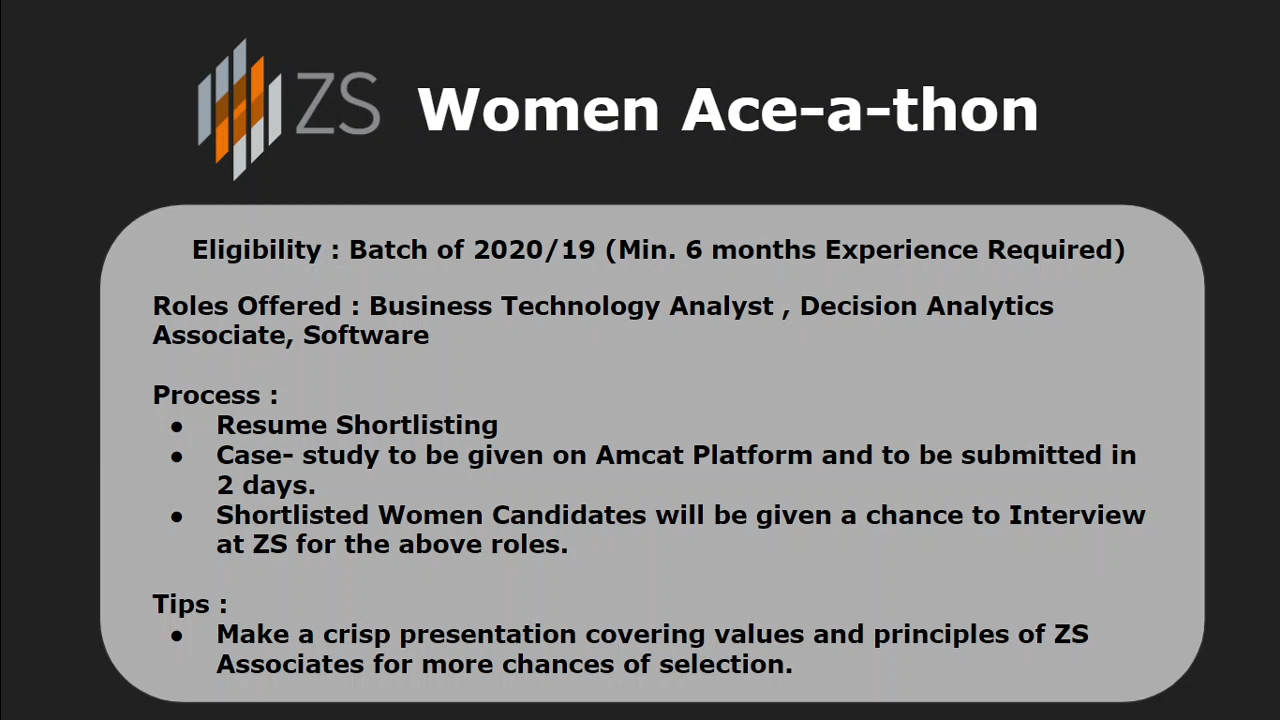 ZS Women Ace-a-thon
Eligibility : Batch of 2020/19 (Min. 6 months Experience Required)
Roles Offered : Business Technology Analyst , Decision Analytics
Associate, Software
Process :
● Resume Shortlisting
● Case- study to be given on Amcat Platform and to be submitted in
2 days.
● Shortlisted Women Candidates will be given a chance to Interview
at ZS for the above roles.
Tips :
● Make a crisp presentation covering values and principles of ZS
Associates for more chances of selection.